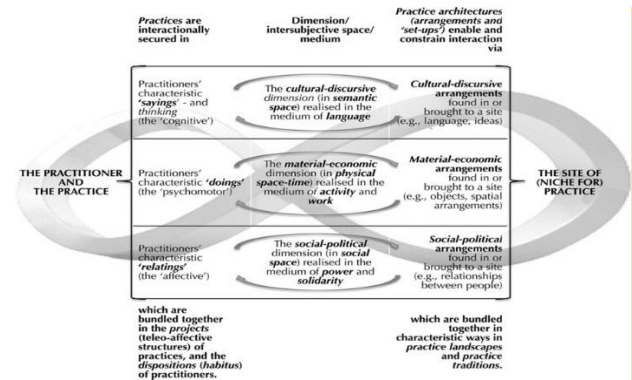 Practices are
interactionally
secured in
Dimension/
intersubjective space/
medium
Practice architectures
(arrangements and
'set-ups') enable and
constrain interaction
via
Practitioners'
characteristic
'sayings' - and
thinking
(the 'cognitive')
The cultural-discursive
dimension (in semantic
space) realised in the
medium of language
Cultural-discursive
arrangements
found in or
brought to a site
(e.g., language, ideas)
THE PRACTITIONER
AND
THE PRACTICE
Practitioners'
characteristic 'doings'
(the 'psychomotor')
The material-economic
dimension (in physical
space-time) realised in the
medium of activity and
work
Material-economic
arrangements
found in or
brought to a site
(e.g., objects, spatial
arrangements)
THE SITE OF
(NICHE FOR)
PRACTICE
Practitioners'
characteristic
'relatings'
(the 'affective')
The social-political
dimension (in social
space) realised in the
medium of power and
solidarity
Social-political
arrangements
found in or
brought to a site
(e.g., relationships
between people)
which are
bundled together
in the projects
(teleo-affective
structures) of
practices, and the
dispositions (habitus)
of practitioners.
which are bundled
together in
characteristic ways in
practice landscapes
and practice
traditions.